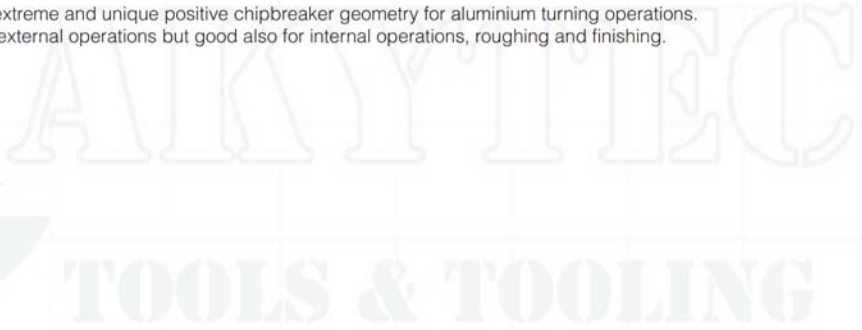 extreme and unique positive chipbreaker geometry for aluminium turning operations.
external operations but good also for internal operations, roughing and finishing.
AKYTEC
TOOLS & TOOLING